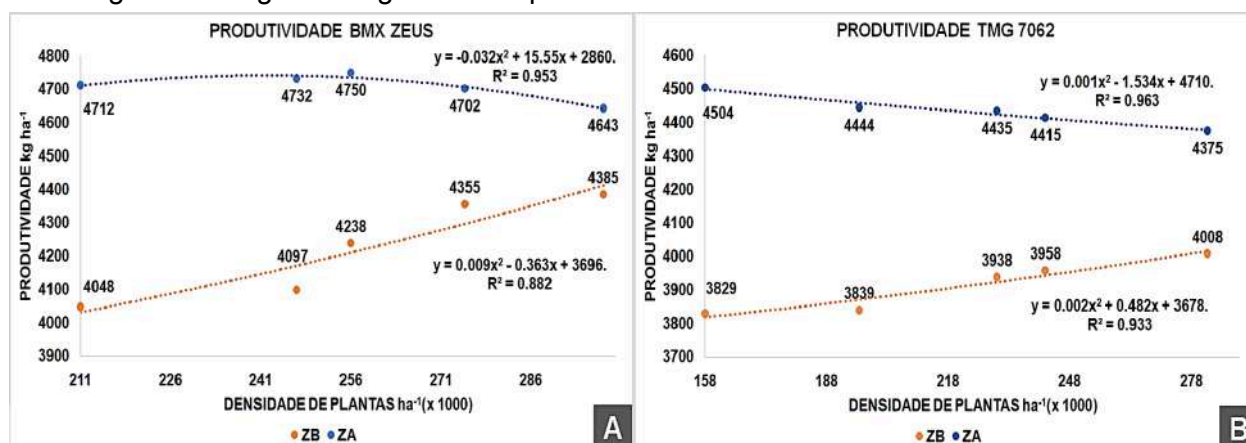 PRODUTIVIDADE BMX ZEUS
PRODUTIVIDADE kg ha⁻¹
4800
4700
4600
4500
4400
4300
4200
4100
4000
3900
y = -0.032x² + 15.55x + 2860.
R² = 0.953
4712
4732
4750
4702
4643
4048
4097
4238
4355
4385
y = 0.009x² - 0.363x + 3696.
R² = 0.882
211 226 241 256 271 286
DENSIDADE DE PLANTAS ha⁻¹(x 1000)
ZB ZA
A
PRODUTIVIDADE TMG 7062
PRODUTIVIDADE kg ha⁻¹
4600
4500
4400
4300
4200
4100
4000
3900
3800
3700
y = 0.001x² - 1.534x + 4710.
R² = 0.963
4504
4444
4435
4415
4375
3829
3839
3938
3958
4008
y = 0.002x² + 0.482x + 3678.
R² = 0.933
158 188 218 248 278
DENSIDADE DE PLANTAS ha⁻¹(x 1000)
ZB ZA
B